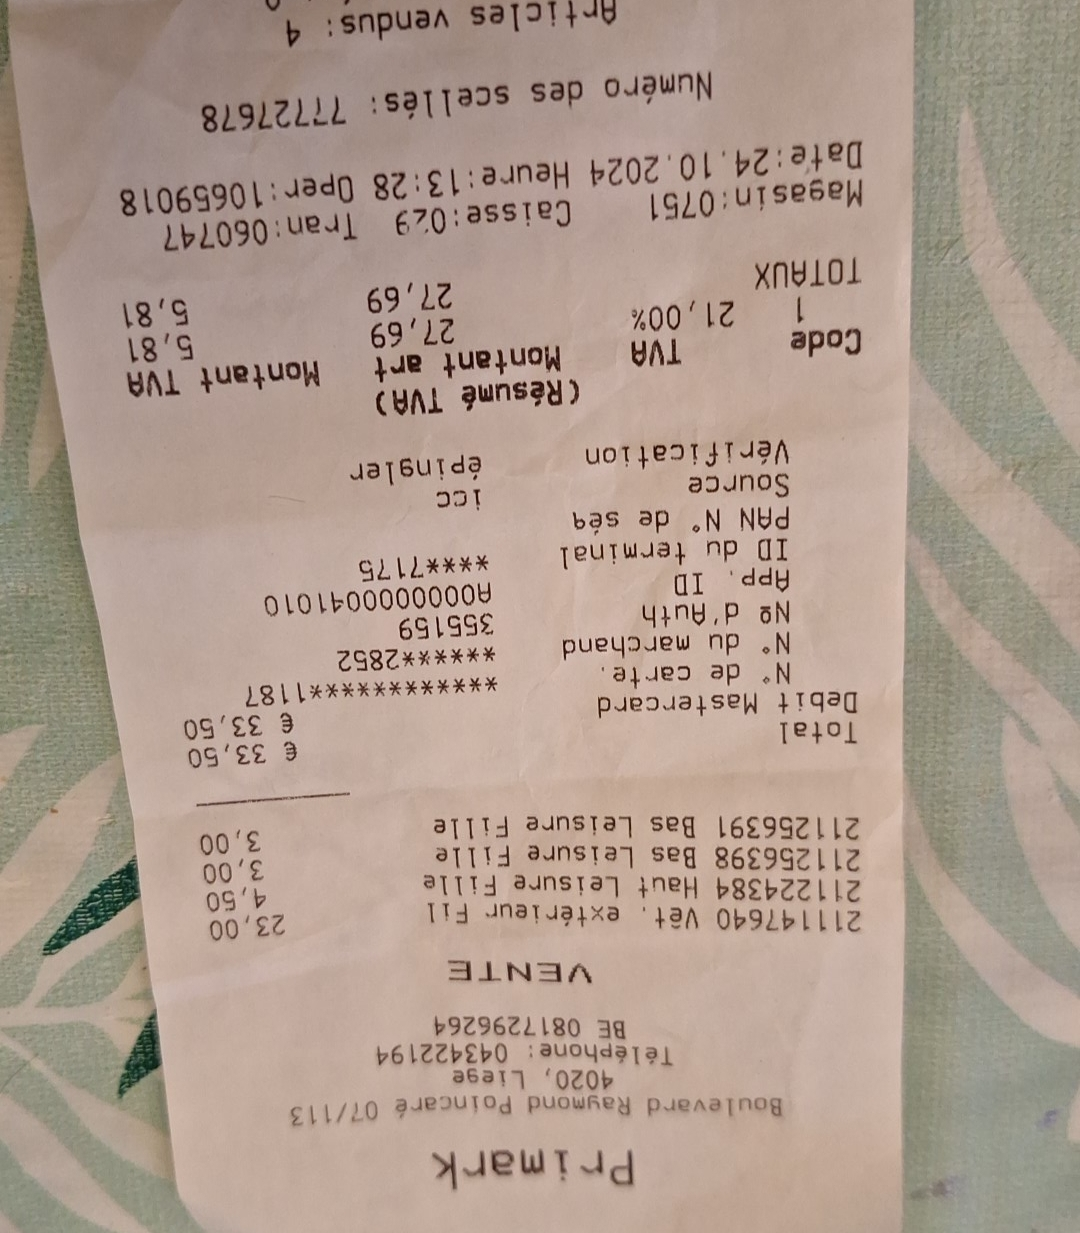 Primark
Boulevard Raymond Poincaré 07/113
4020, Liege
Téléphone: 043422194
BE 0817296264
VENTE
211147640 Vêt. extérieur Fil 23,00
211224384 Haut Leisure Fille 4,50
211256398 Bas Leisure Fille 3,00
211256391 Bas Leisure Fille 3,00
Total € 33,50
Debit Mastercard € 33,50
N° de carte. ***************1187
N° du marchand *******2852
Nº d'Auth 355159
App. ID A0000000041010
ID du terminal ****7175
PAN N° de séq
Source icc
Vérification épingler
(Résumé TVA)
Code TVA Montant art Montant TVA
1 21,00% 27,69 5,81
TOTAUX 27,69 5,81
Magasin:0751 Caisse:029 Tran:060747
Date:24.10.2024 Heure:13:28 Oper:10659018
Numéro des scellés: 77727678
Articles vendus: 4